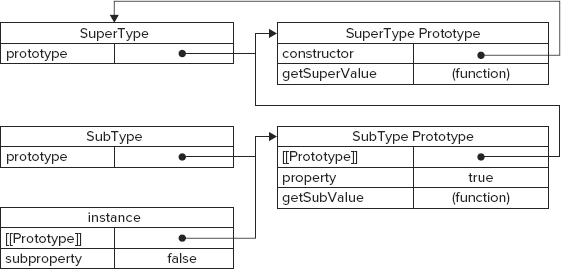 SuperType
prototype
SuperType Prototype
constructor
getSuperValue (function)
SubType
prototype
SubType Prototype
[[Prototype]]
property true
getSubValue (function)
instance
[[Prototype]]
subproperty false